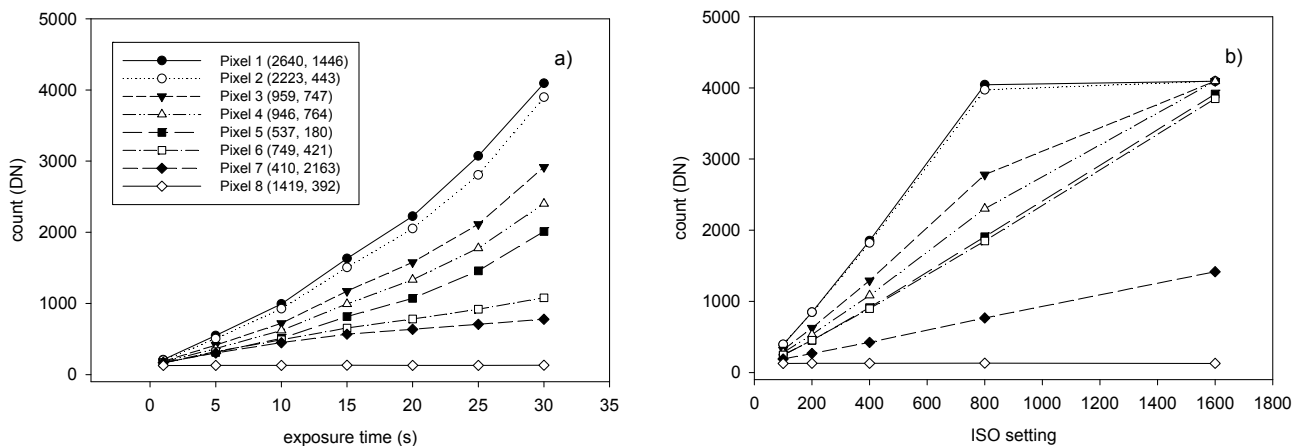 5000
4000
3000
2000
1000
0
count (DN)
Pixel 1 (2640, 1446)
Pixel 2 (2223, 443)
Pixel 3 (959, 747)
Pixel 4 (946, 764)
Pixel 5 (537, 180)
Pixel 6 (749, 421)
Pixel 7 (410, 2163)
Pixel 8 (1419, 392)
a)
0 5 10 15 20 25 30 35
exposure time (s)
5000
4000
3000
2000
1000
0
count (DN)
b)
0 200 400 600 800 1000 1200 1400 1600 1800
ISO setting